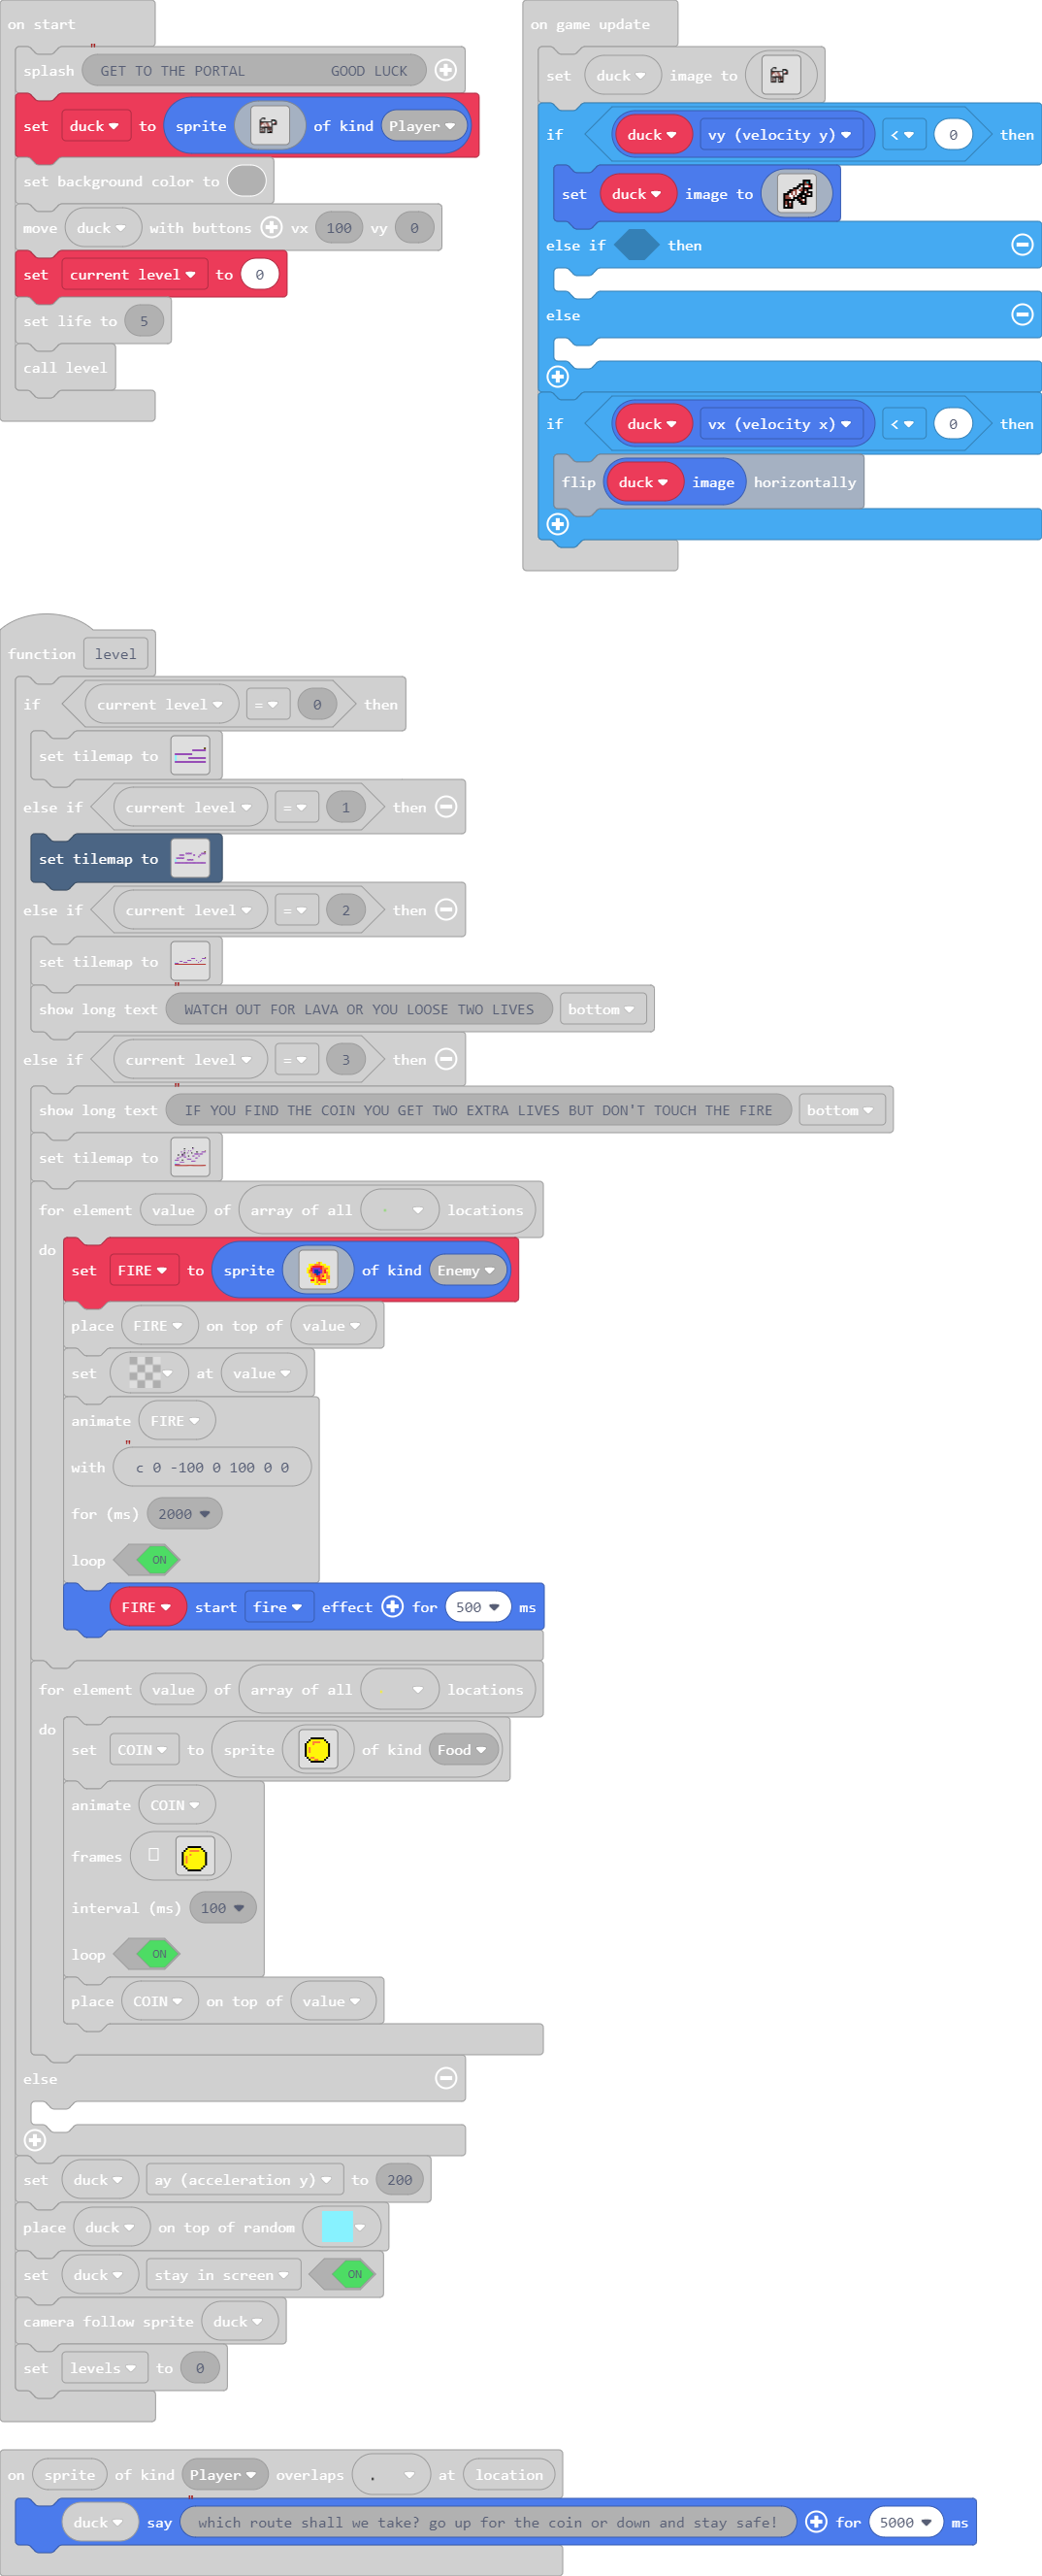 on start
splash GET TO THE PORTAL GOOD LUCK
set duck to sprite of kind Player
set background color to
move duck with buttons vx 100 vy 0
set current level to 0
set life to 5
call level
on game update
set duck image to
if duck vy (velocity y) < 0 then
set duck image to
else if then
else
if duck vx (velocity x) < 0 then
flip duck image horizontally
function level
if current level = 0 then
set tilemap to
else if current level = 1 then
set tilemap to
else if current level = 2 then
set tilemap to
show long text WATCH OUT FOR LAVA OR YOU LOOSE TWO LIVES bottom
else if current level = 3 then
show long text IF YOU FIND THE COIN YOU GET TWO EXTRA LIVES BUT DON'T TOUCH THE FIRE bottom
set tilemap to
for element value of array of all locations
do
set FIRE to sprite of kind Enemy
place FIRE on top of value
set at value
animate FIRE
with c 0 -100 0 100 0 0
for (ms) 2000
loop ON
FIRE start fire effect for 500 ms
for element value of array of all locations
do
set COIN to sprite of kind Food
animate COIN
frames
interval (ms) 100
loop ON
place COIN on top of value
else
set duck ay (acceleration y) to 200
place duck on top of random
set duck stay in screen ON
camera follow sprite duck
set levels to 0
on sprite of kind Player overlaps at location
duck say which route shall we take? go up for the coin or down and stay safe! for 5000 ms